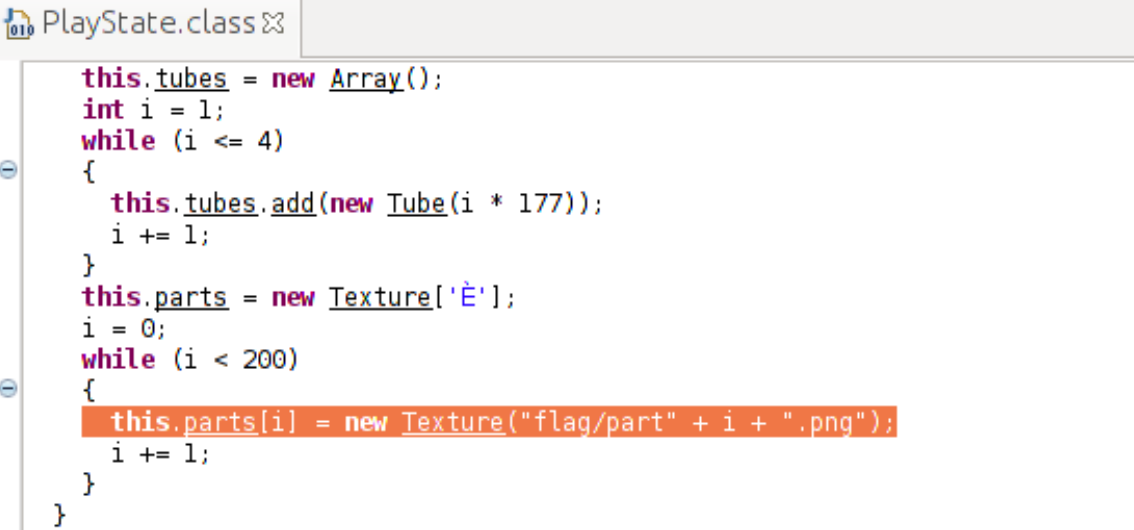 PlayState.class
this.tubes = new Array();
int i = 1;
while (i <= 4)
{
this.tubes.add(new Tube(i * 177));
i += 1;
}
this.parts = new Texture['È'];
i = 0;
while (i < 200)
{
this.parts[i] = new Texture("flag/part" + i + ".png");
i += 1;
}
}